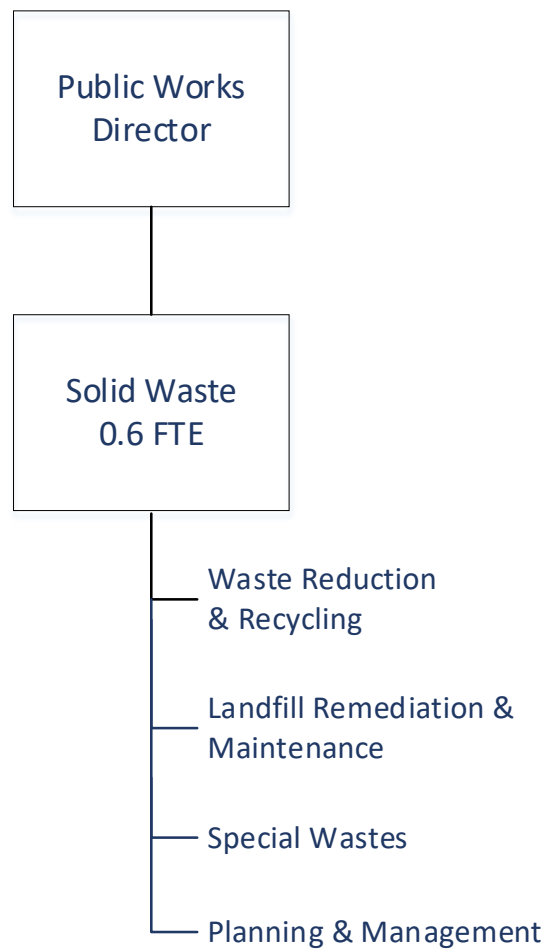 Public Works
Director
Solid Waste
0.6 FTE
Waste Reduction
& Recycling
Landfill Remediation &
Maintenance
Special Wastes
Planning & Management